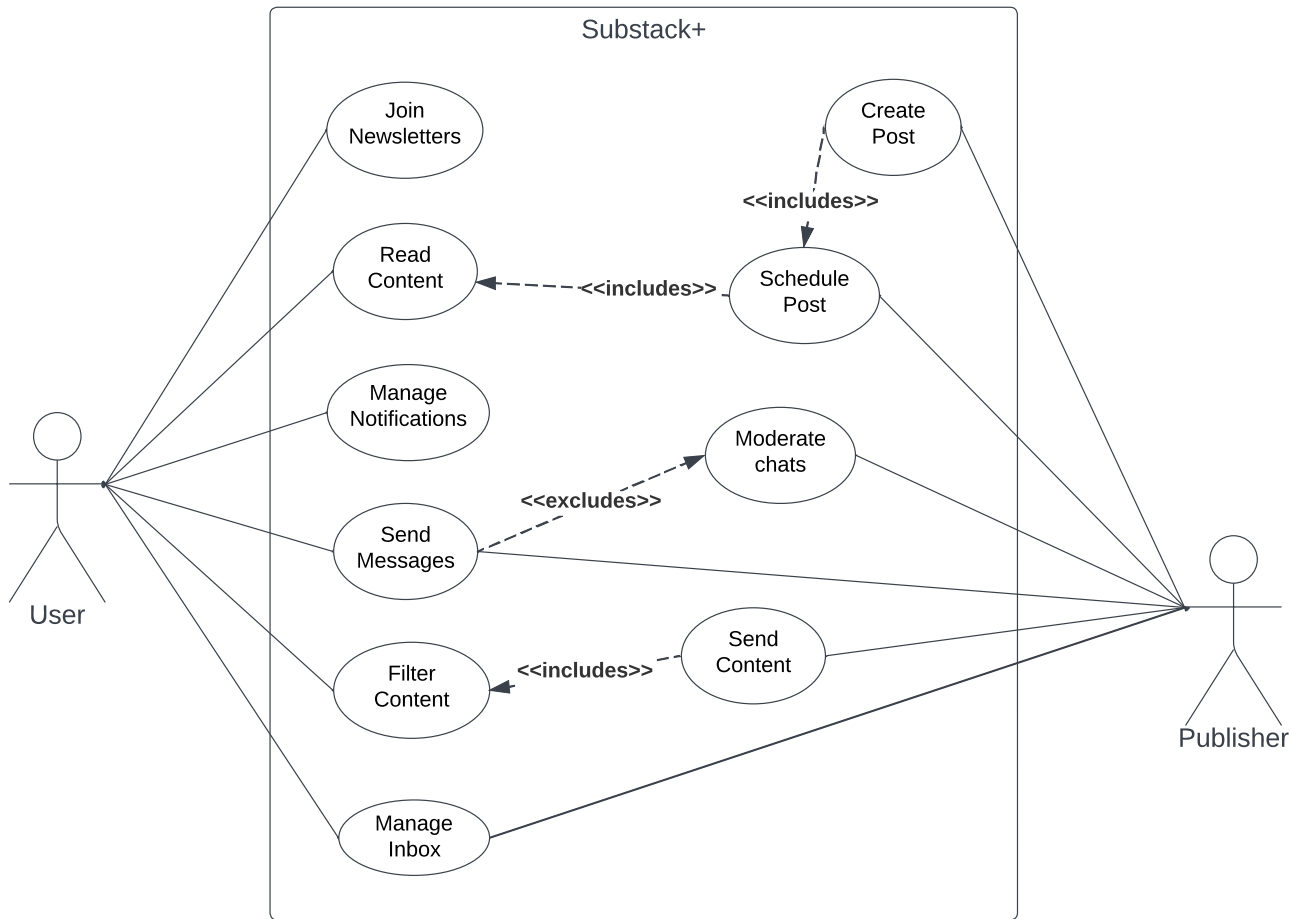 Substack+
Join
Newsletters
Create
Post
<<includes>>
Read
Content
<<includes>>
Schedule
Post
Manage
Notifications
Moderate
chats
<<excludes>>
Send
Messages
User
Send
Content
<<includes>>
Filter
Content
Publisher
Manage
Inbox